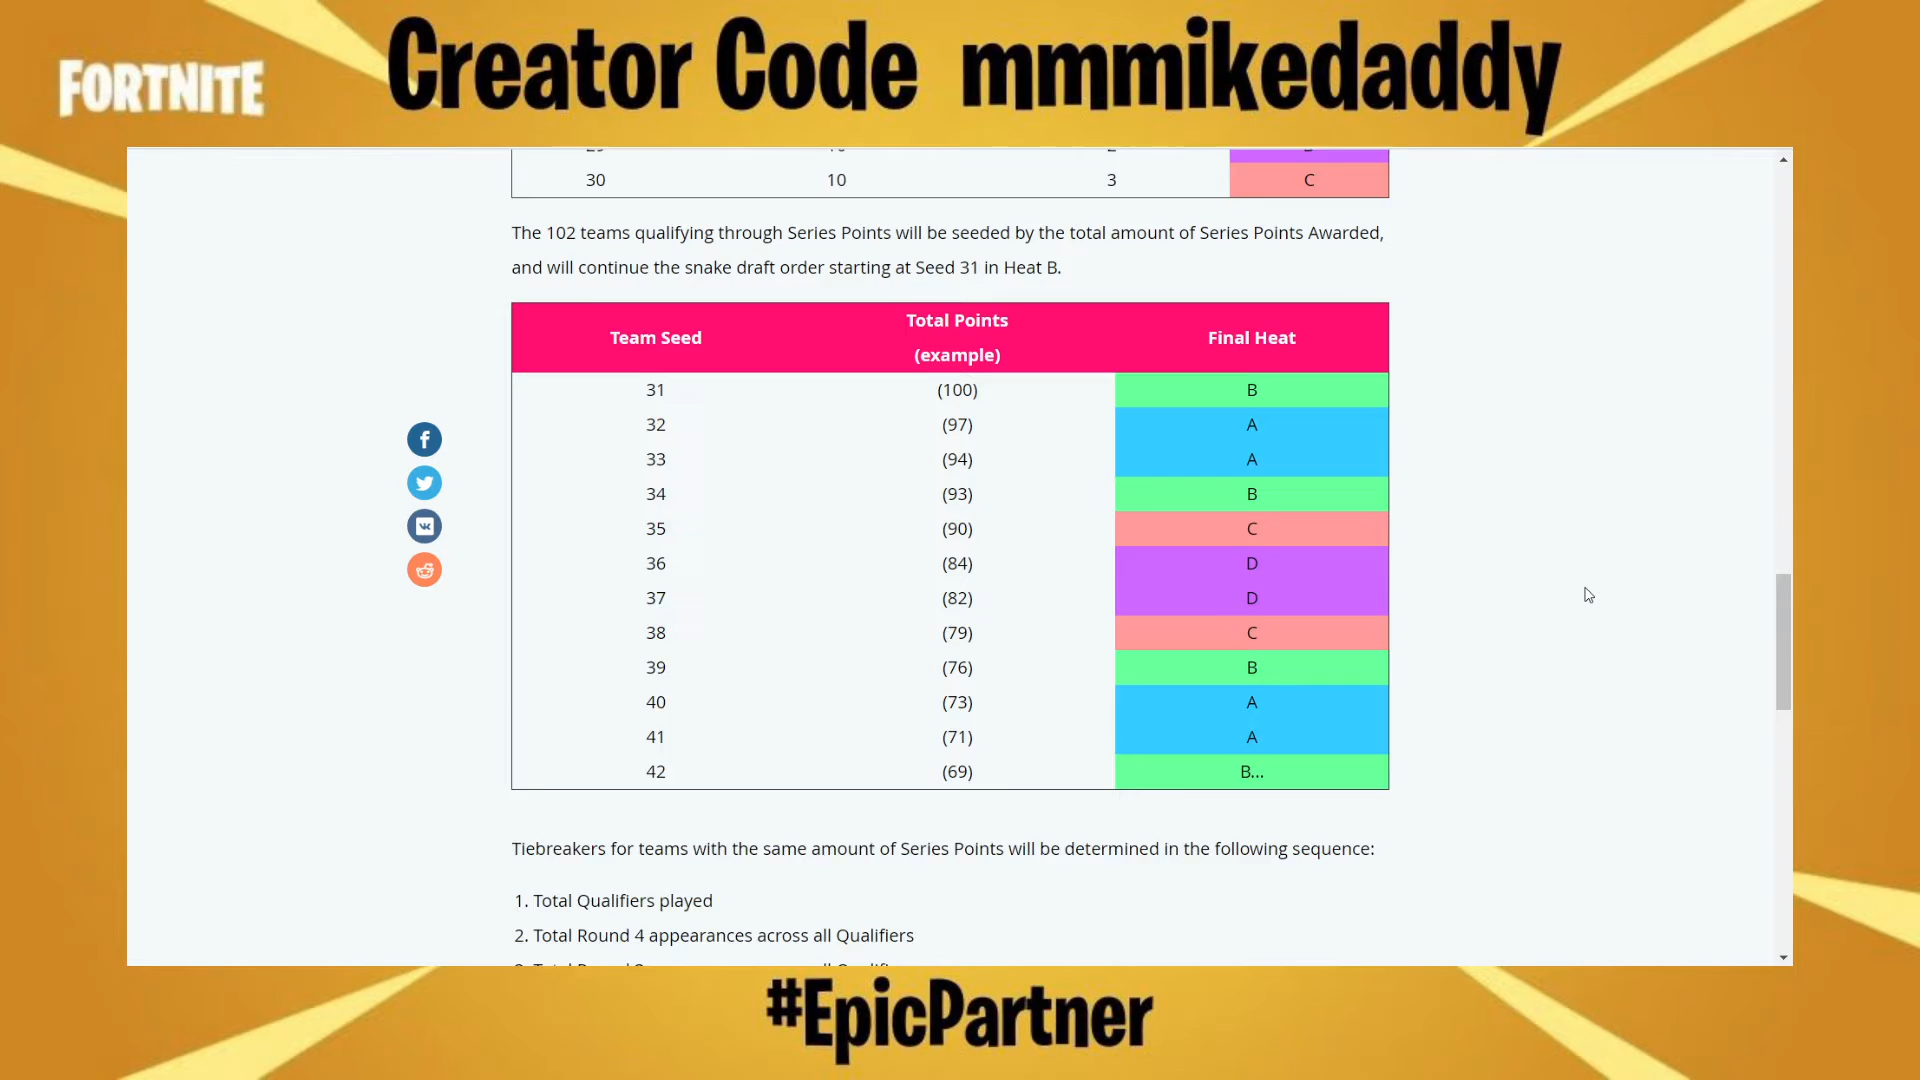 FORTNITE
Creator Code mmmikedaddy
30 10 3 C
The 102 teams qualifying through Series Points will be seeded by the total amount of Series Points Awarded,
and will continue the snake draft order starting at Seed 31 in Heat B.
Team Seed Total Points (example) Final Heat
31 (100) B
32 (97) A
33 (94) A
34 (93) B
35 (90) C
36 (84) D
37 (82) D
38 (79) C
39 (76) B
40 (73) A
41 (71) A
42 (69) B...
Tiebreakers for teams with the same amount of Series Points will be determined in the following sequence:
1. Total Qualifiers played
2. Total Round 4 appearances across all Qualifiers
#EpicPartner